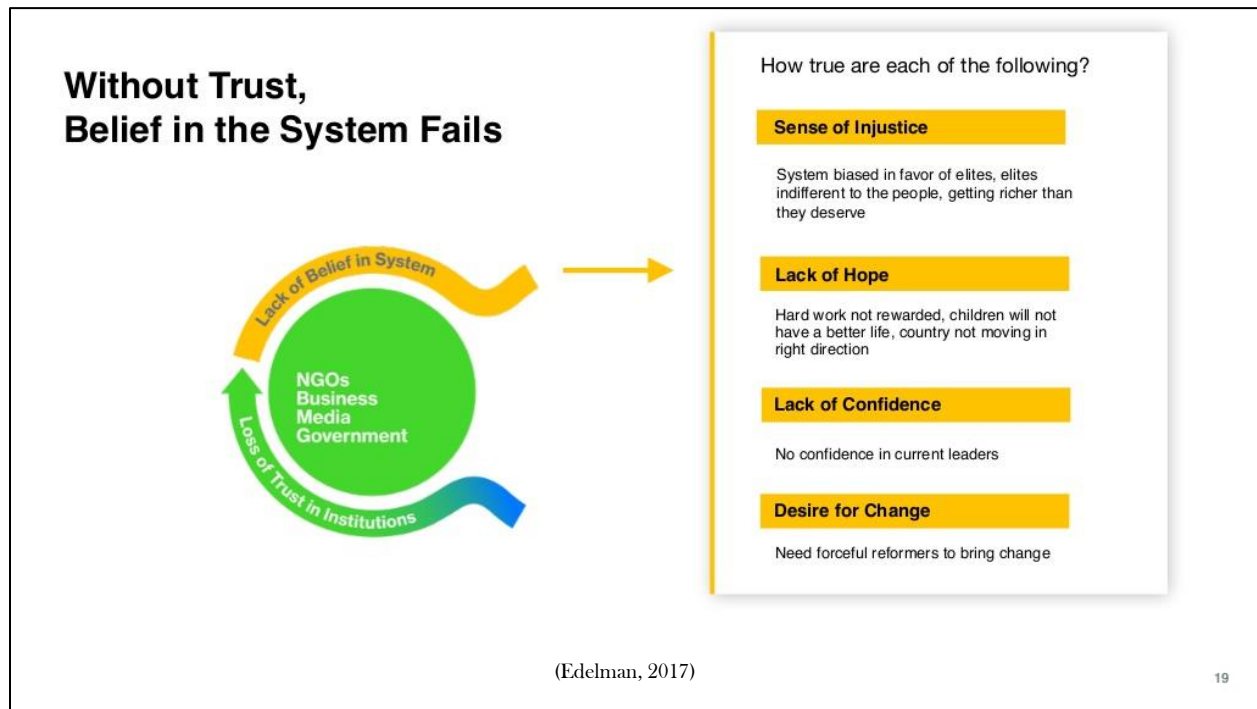 Without Trust,
Belief in the System Fails
Lack of Belief in System
NGOs
Business
Media
Government
Loss of Trust in Institutions
How true are each of the following?
Sense of Injustice
System biased in favor of elites, elites
indifferent to the people, getting richer than
they deserve
Lack of Hope
Hard work not rewarded, children will not
have a better life, country not moving in
right direction
Lack of Confidence
No confidence in current leaders
Desire for Change
Need forceful reformers to bring change
(Edelman, 2017)
19